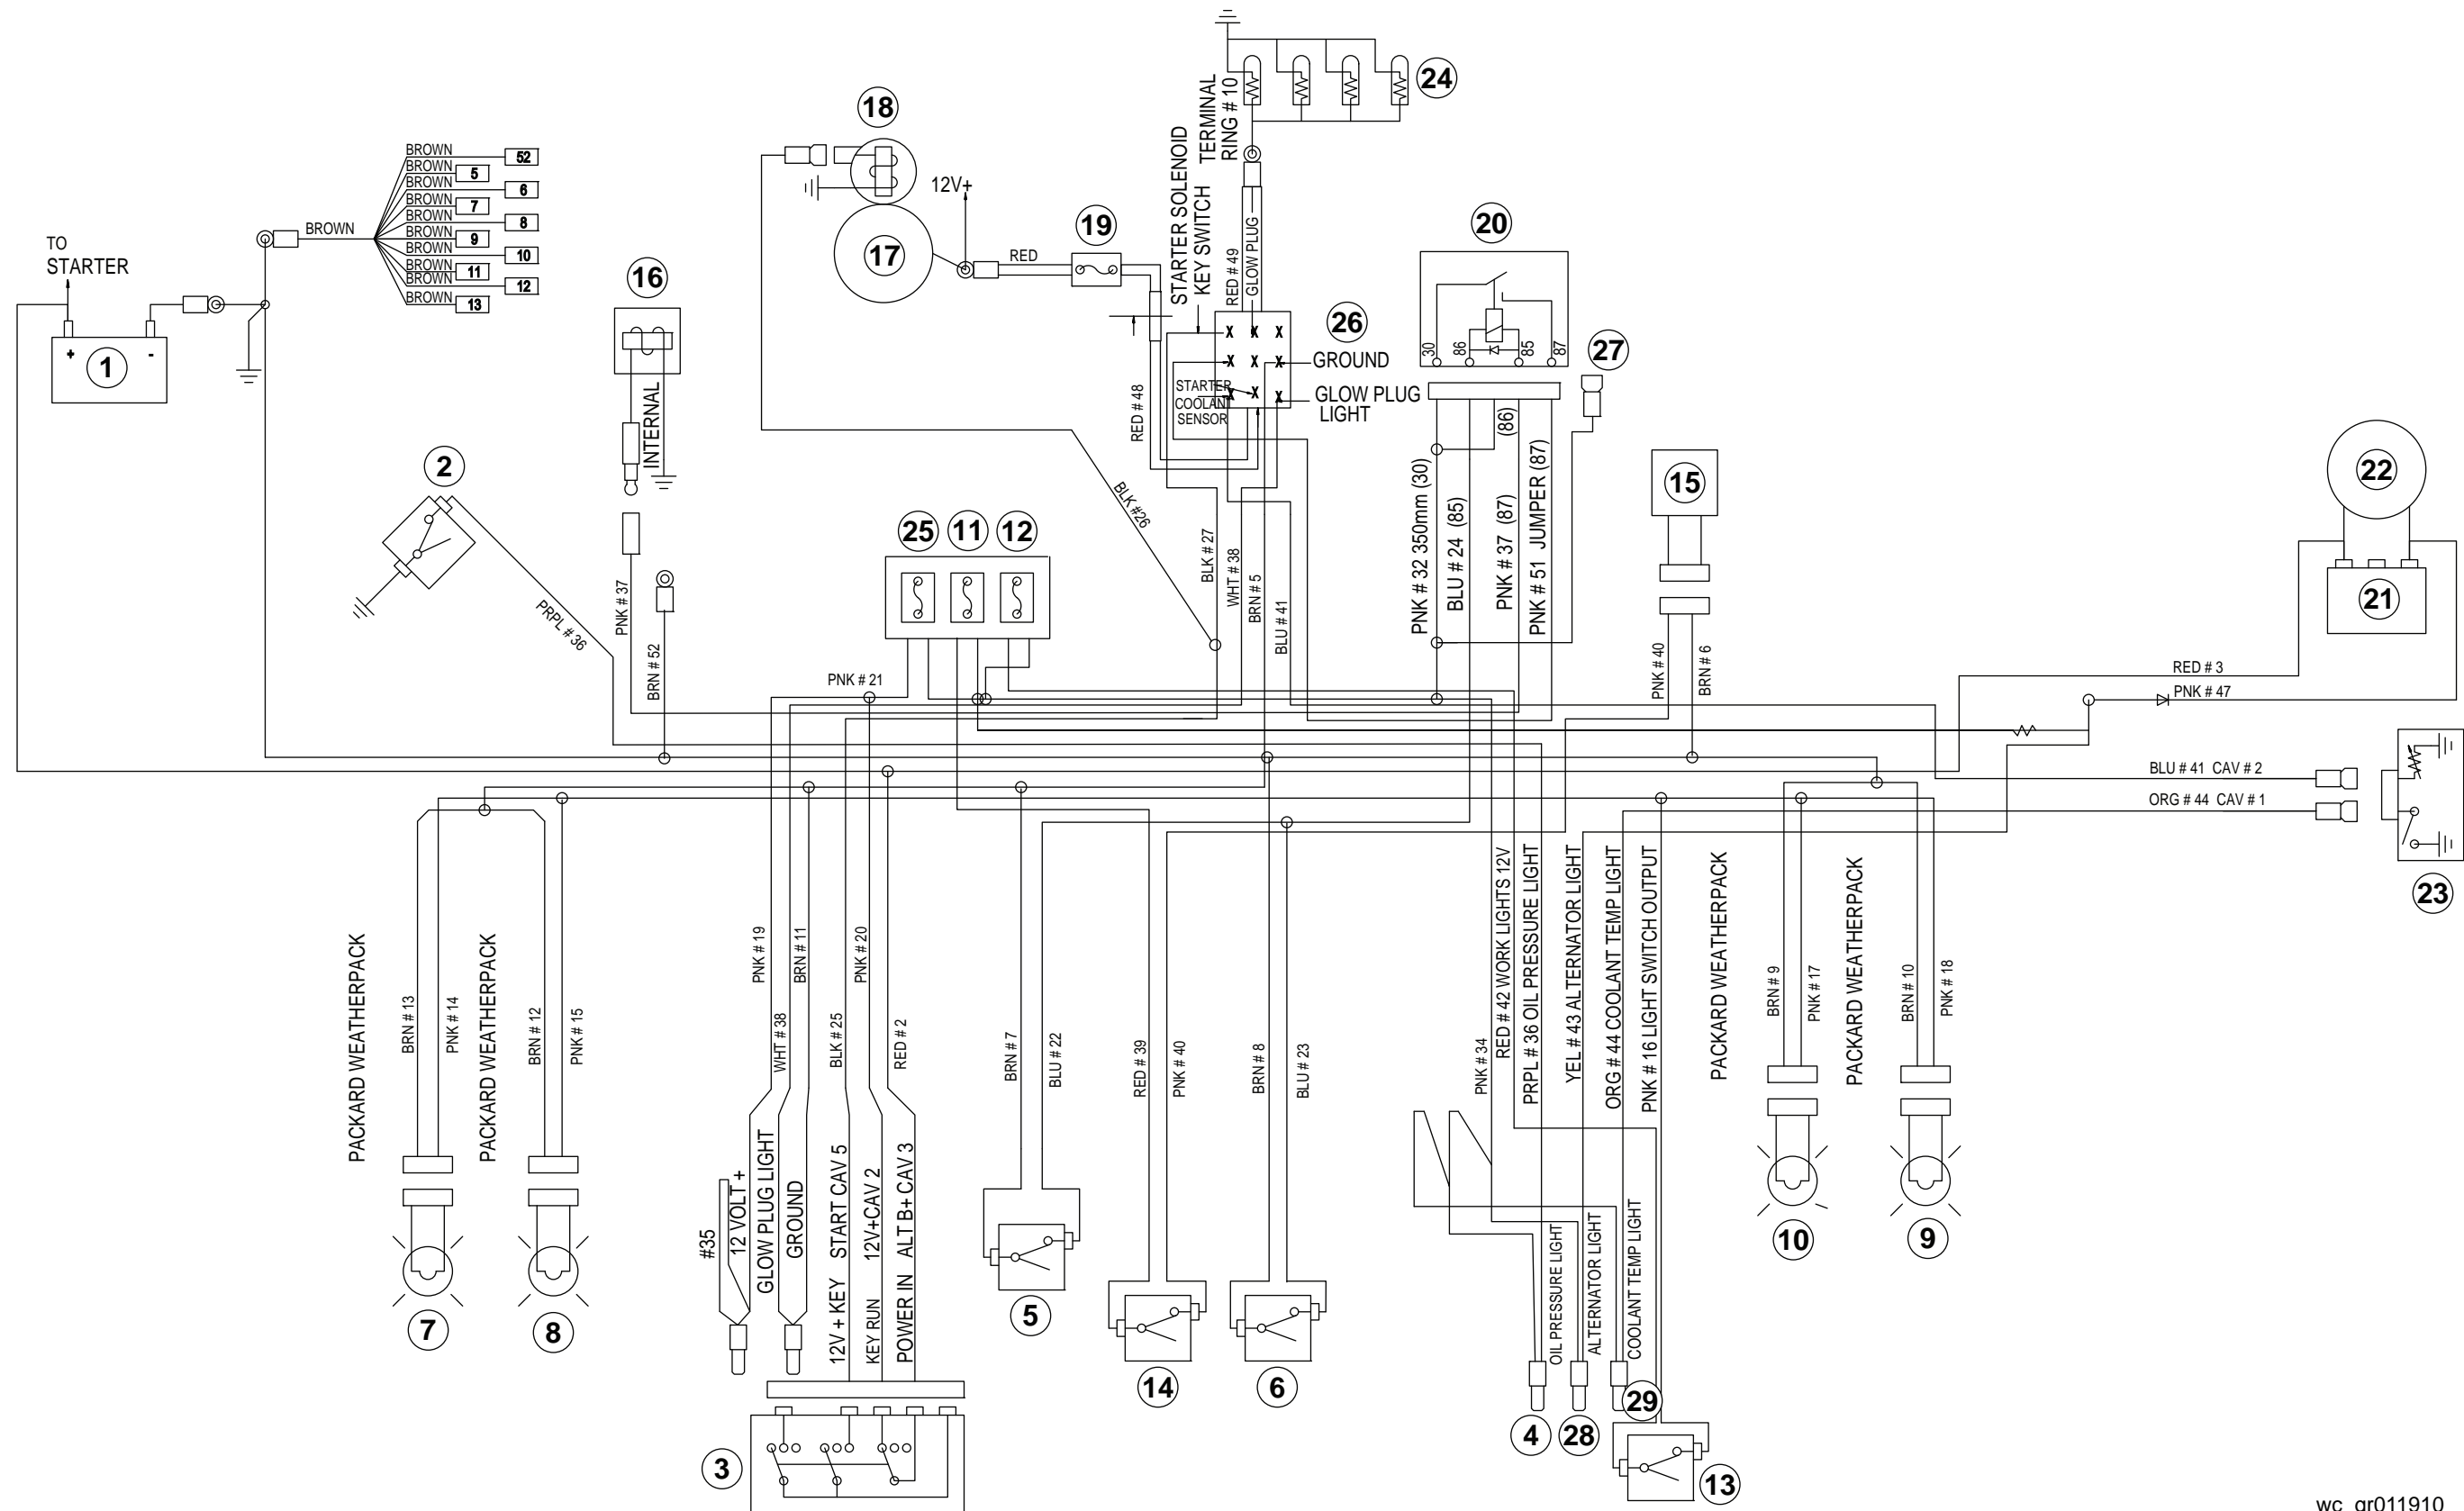 24
18
TERMINAL
RING # 10
STARTER SOLENOID
KEY SWITCH
BROWN 52
BROWN 5
BROWN 6
BROWN 7
BROWN 8
BROWN 9
BROWN 10
BROWN 11
BROWN 12
BROWN 13
BROWN
TO
STARTER
1
+
-
16
INTERNAL
2
PRPL # 36
PNK # 37
BRN # 52
12V+
17
RED
19
RED # 48
RED # 49
GLOW PLUG
X X X
X X X
X X X
26
GROUND
STARTER
COOLANT
SENSOR
GLOW PLUG
LIGHT
20
30
86
85
87
27
PNK # 32 350mm (30)
BLU # 24 (85)
(86)
PNK # 37 (87)
PNK # 51 JUMPER (87)
15
PNK # 40
BRN # 6
22
21
RED # 3
PNK # 47
BLK #26
BLK # 27
WHT # 38
BRN # 5
BLU # 41
25
11
12
PNK # 21
BLU # 41 CAV # 2
ORG # 44 CAV # 1
23
PACKARD WEATHERPACK
BRN # 13
PNK # 14
PACKARD WEATHERPACK
BRN # 12
PNK # 15
7
8
PNK # 19
WHT # 38
BRN # 11
BLK # 25
PNK # 20
RED # 2
#35
12 VOLT +
GLOW PLUG LIGHT
GROUND
12V + KEY START CAV 5
KEY RUN 12V+CAV 2
POWER IN ALT B+ CAV 3
3
BRN # 7
BLU # 22
5
RED # 39
PNK # 40
14
BRN # 8
BLU # 23
6
PNK # 34
RED # 42 WORK LIGHTS 12V
PRPL # 36 OIL PRESSURE LIGHT
YEL # 43 ALTERNATOR LIGHT
ORG # 44 COOLANT TEMP LIGHT
PNK # 16 LIGHT SWITCH OUTPUT
OIL PRESSURE LIGHT
ALTERNATOR LIGHT
COOLANT TEMP LIGHT
4
28
29
13
PACKARD WEATHERPACK
BRN # 9
PNK # 17
PACKARD WEATHERPACK
BRN # 10
PNK # 18
10
9
wc_gr011910